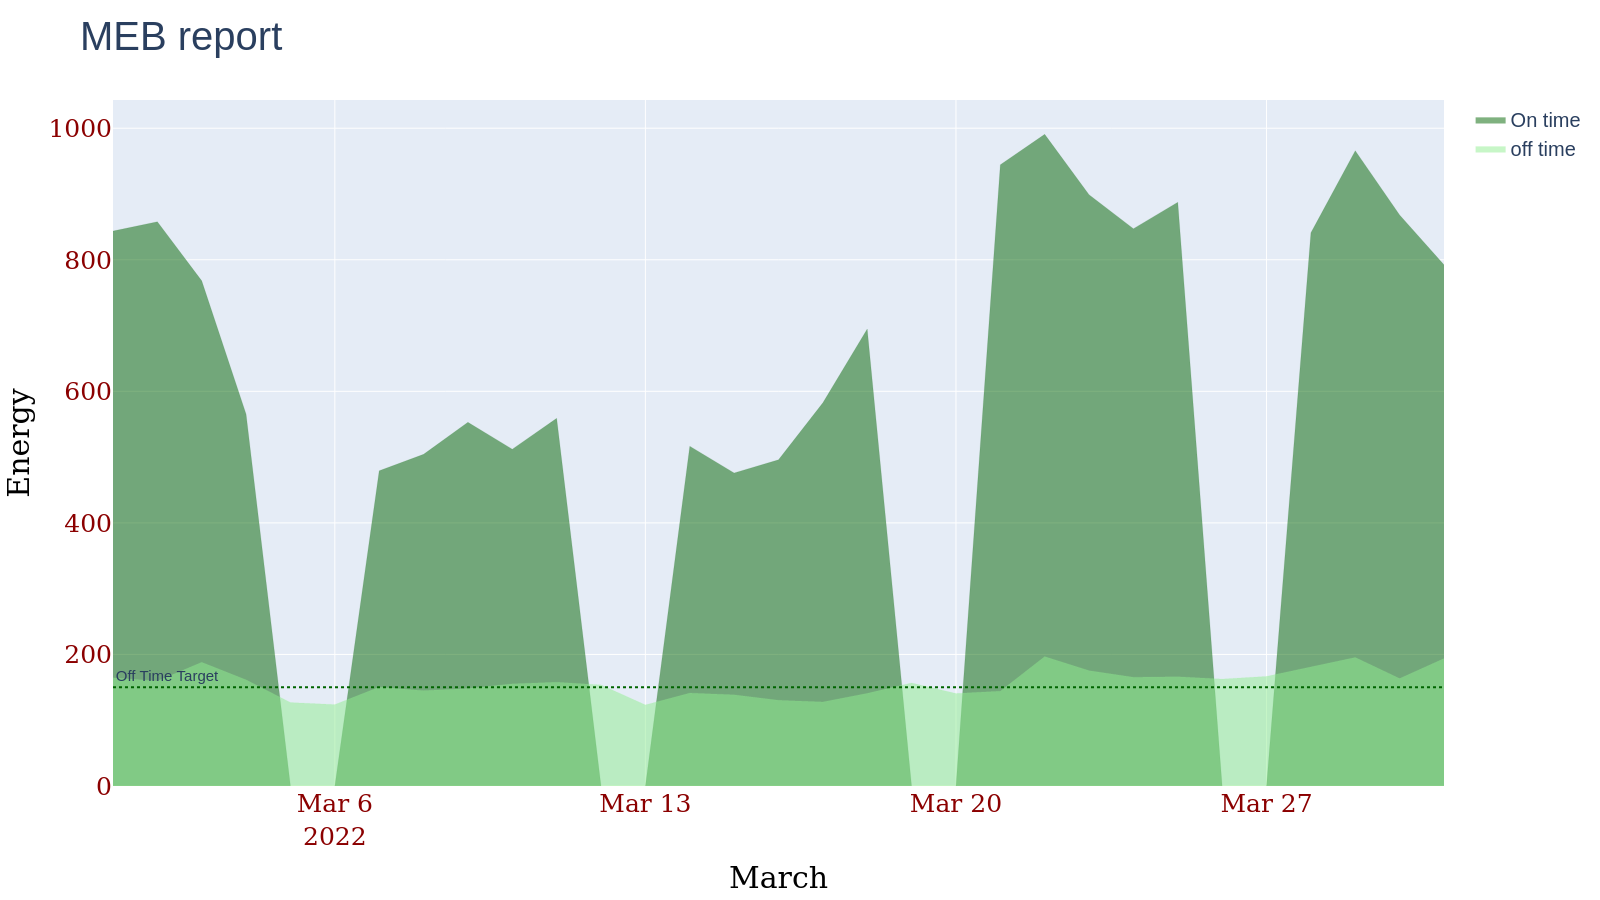 MEB report
On time
off time
1000
800
600
400
200
0
Energy
Off Time Target
Mar 6
2022
Mar 13
Mar 20
Mar 27
March